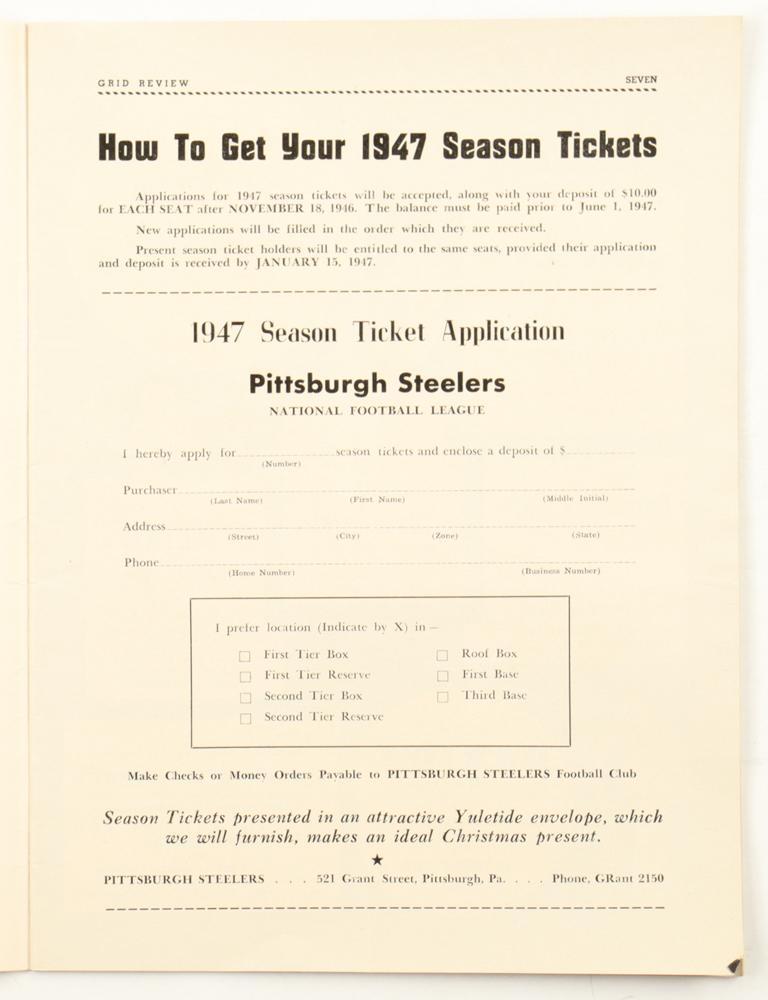 GRID REVIEW SEVEN
How To Get Your 1947 Season Tickets
Applications for 1947 season tickets will be accepted, along with your deposit of $10.00
for EACH SEAT after NOVEMBER 18, 1946. The balance must be paid prior to June 1, 1947.
New applications will be filled in the order which they are received.
Present season ticket holders will be entitled to the same seats, provided their application
and deposit is received by JANUARY 15, 1947.
1947 Season Ticket Application
Pittsburgh Steelers
NATIONAL FOOTBALL LEAGUE
I hereby apply for season tickets and enclose a deposit of $
(Number)
Purchaser
(Last Name) (First Name) (Middle Initial)
Address
(Street) (City) (Zone) (State)
Phone
(Home Number) (Business Number)
I prefer location (Indicate by X) in —
First Tier Box Roof Box
First Tier Reserve First Base
Second Tier Box Third Base
Second Tier Reserve
Make Checks or Money Orders Payable to PITTSBURGH STEELERS Football Club
Season Tickets presented in an attractive Yuletide envelope, which
we will furnish, makes an ideal Christmas present.
PITTSBURGH STEELERS . . . 521 Grant Street, Pittsburgh, Pa. . . . Phone, GRant 2150